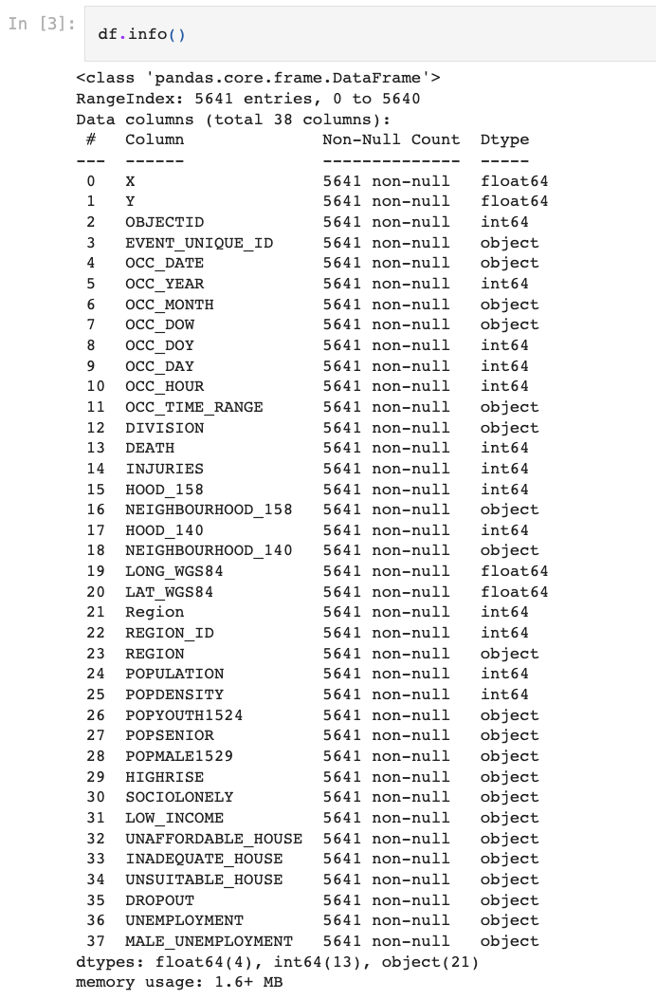 In [3]: df.info()
<class 'pandas.core.frame.DataFrame'>
RangeIndex: 5641 entries, 0 to 5640
Data columns (total 38 columns):
 #   Column              Non-Null Count  Dtype
---  ------              --------------  -----
 0   X                   5641 non-null   float64
 1   Y                   5641 non-null   float64
 2   OBJECTID            5641 non-null   int64
 3   EVENT_UNIQUE_ID     5641 non-null   object
 4   OCC_DATE            5641 non-null   object
 5   OCC_YEAR            5641 non-null   int64
 6   OCC_MONTH           5641 non-null   object
 7   OCC_DOW             5641 non-null   object
 8   OCC_DOY             5641 non-null   int64
 9   OCC_DAY             5641 non-null   int64
 10  OCC_HOUR            5641 non-null   int64
 11  OCC_TIME_RANGE      5641 non-null   object
 12  DIVISION            5641 non-null   object
 13  DEATH               5641 non-null   int64
 14  INJURIES            5641 non-null   int64
 15  HOOD_158            5641 non-null   int64
 16  NEIGHBOURHOOD_158   5641 non-null   object
 17  HOOD_140            5641 non-null   int64
 18  NEIGHBOURHOOD_140   5641 non-null   object
 19  LONG_WGS84          5641 non-null   float64
 20  LAT_WGS84           5641 non-null   float64
 21  Region              5641 non-null   int64
 22  REGION_ID           5641 non-null   int64
 23  REGION              5641 non-null   object
 24  POPULATION          5641 non-null   int64
 25  POPDENSITY          5641 non-null   int64
 26  POPYOUTH1524        5641 non-null   object
 27  POPSENIOR           5641 non-null   object
 28  POPMALE1529         5641 non-null   object
 29  HIGHRISE            5641 non-null   object
 30  SOCIOLONELY         5641 non-null   object
 31  LOW_INCOME          5641 non-null   object
 32  UNAFFORDABLE_HOUSE  5641 non-null   object
 33  INADEQUATE_HOUSE    5641 non-null   object
 34  UNSUITABLE_HOUSE    5641 non-null   object
 35  DROPOUT             5641 non-null   object
 36  UNEMPLOYMENT        5641 non-null   object
 37  MALE_UNEMPLOYMENT   5641 non-null   object
dtypes: float64(4), int64(13), object(21)
memory usage: 1.6+ MB